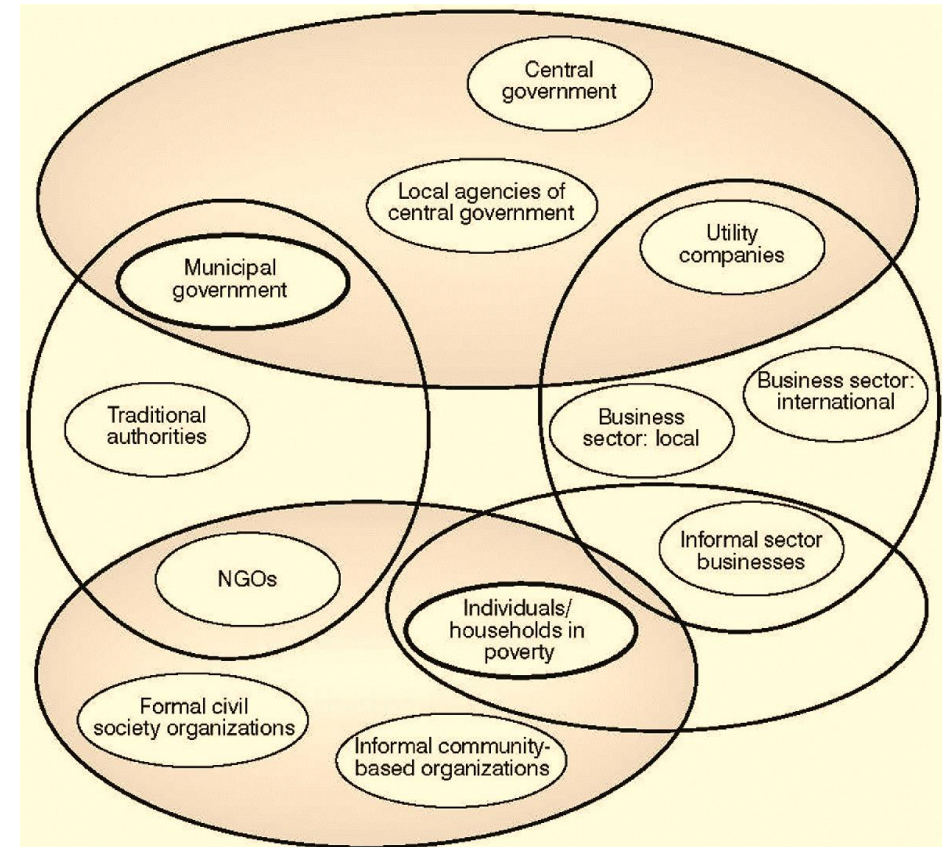 Central
government
Local agencies of
central government
Utility
companies
Municipal
government
Business sector:
international
Traditional
authorities
Business
sector: local
Informal sector
businesses
NGOs
Individuals/
households in
poverty
Formal civil
society organizations
Informal community-
based organizations